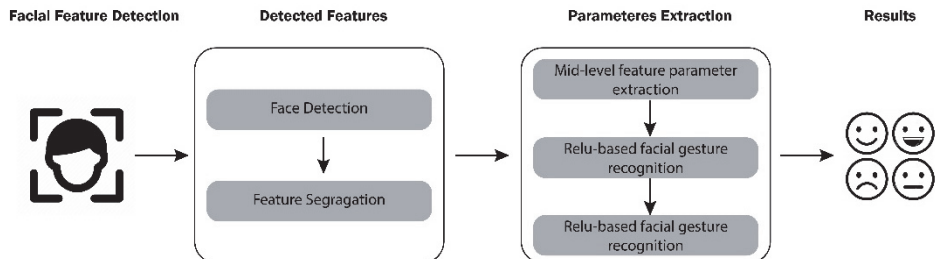 Facial Feature Detection
Detected Features
Parameteres Extraction
Results
Face Detection
Feature Segragation
Mid-level feature parameter
extraction
Relu-based facial gesture
recognition
Relu-based facial gesture
recognition